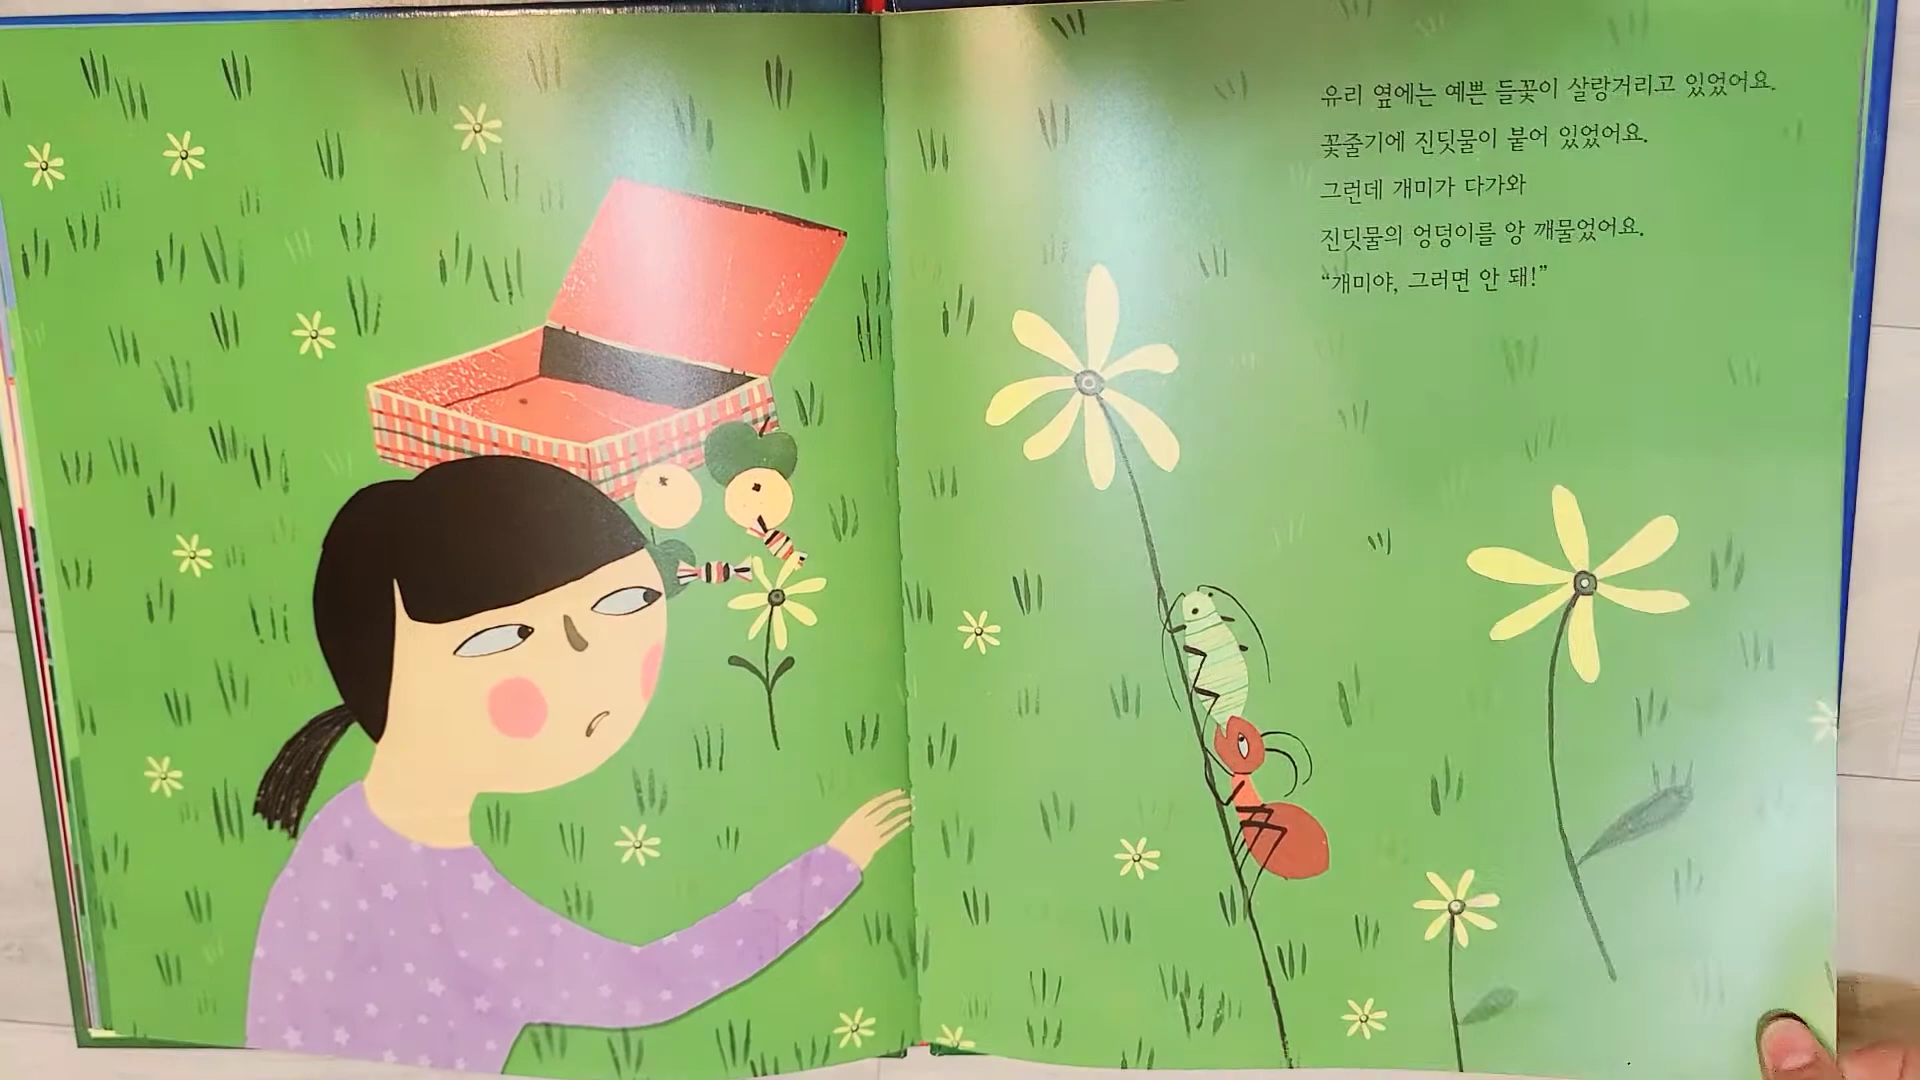 유리 옆에는 예쁜 들꽃이 살랑거리고 있었어요.
꽃줄기에 진딧물이 붙어 있었어요.
그런데 개미가 다가와
진딧물의 엉덩이를 앙 깨물었어요.
“개미야, 그러면 안 돼!”